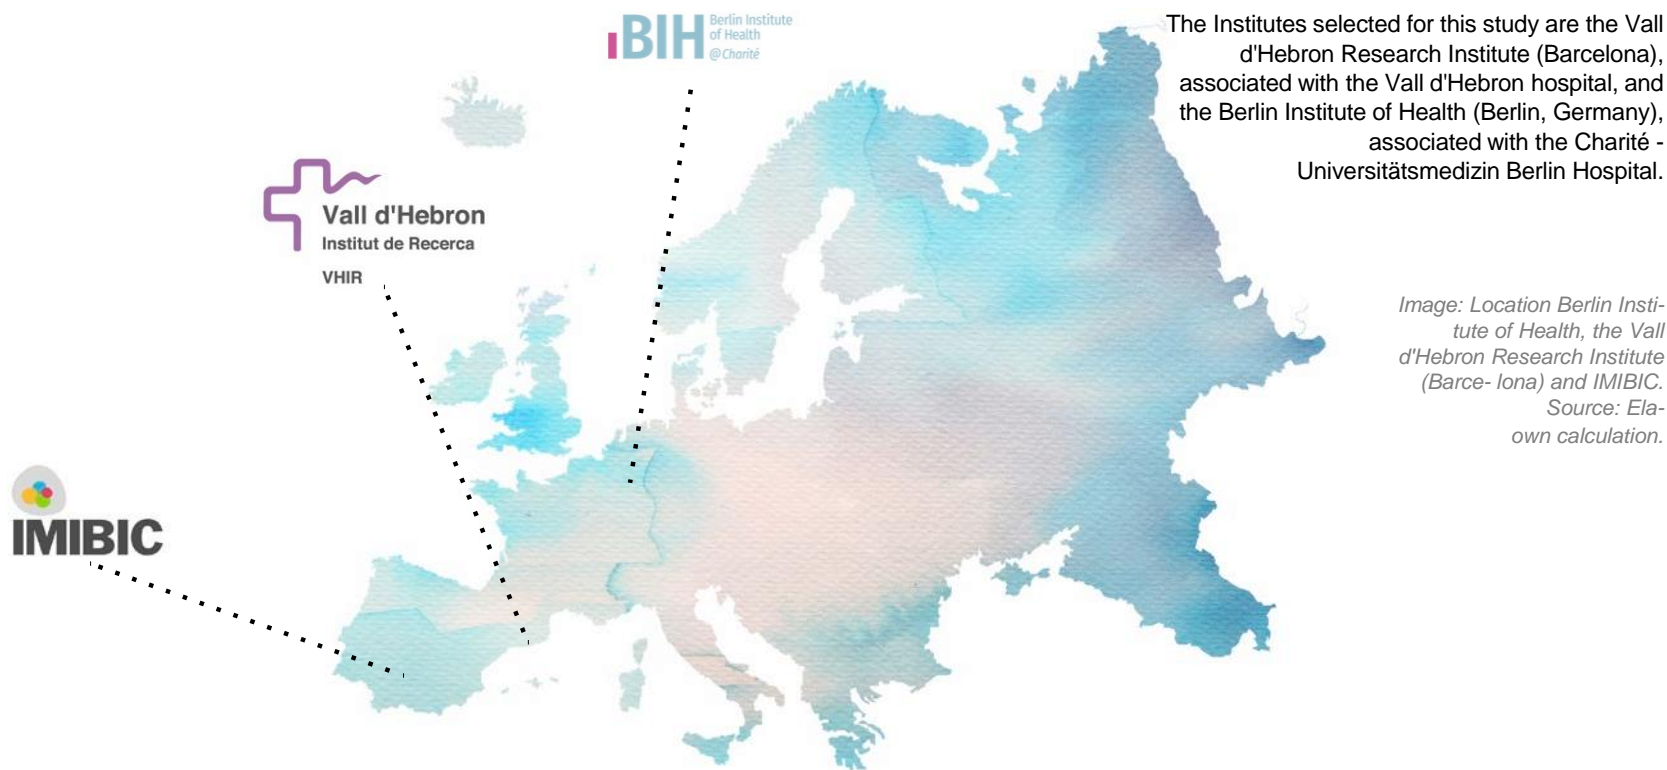 BIH Berlin Institute
of Health
@Charité
The Institutes selected for this study are the Vall
d'Hebron Research Institute (Barcelona),
associated with the Vall d'Hebron hospital, and
the Berlin Institute of Health (Berlin, Germany),
associated with the Charité -
Universitätsmedizin Berlin Hospital.
Vall d'Hebron
Institut de Recerca
VHIR
Image: Location Berlin Insti-
tute of Health, the Vall
d'Hebron Research Institute
(Barce- lona) and IMIBIC.
Source: Ela-
own calculation.
IMIBIC